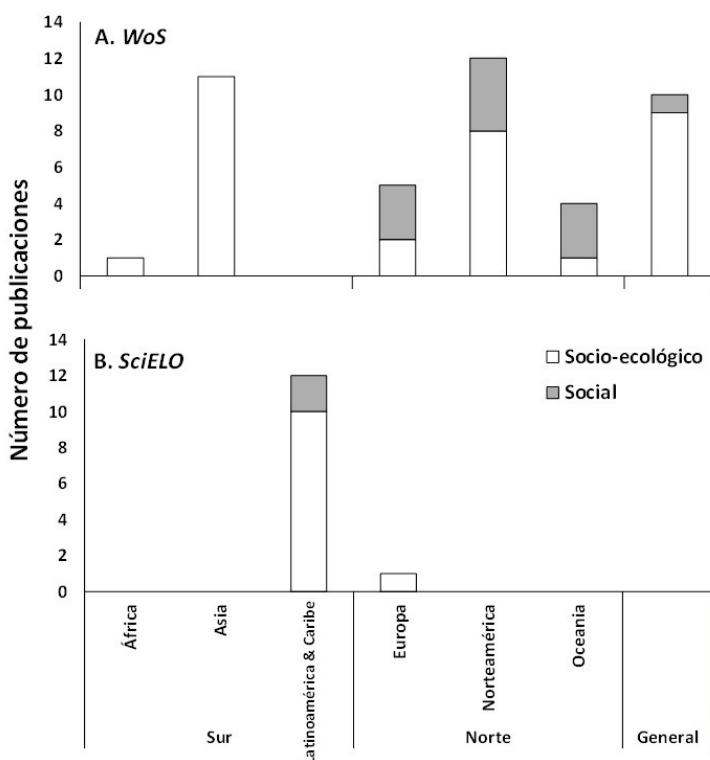 Número de publicaciones
A. WoS
14
12
10
8
6
4
2
0
B. SciELO
14
12
10
8
6
4
2
0
Socio-ecológico
Social
África
Asia
Latinoamérica & Caribe
Europa
Norteamérica
Oceania
Sur
Norte
General